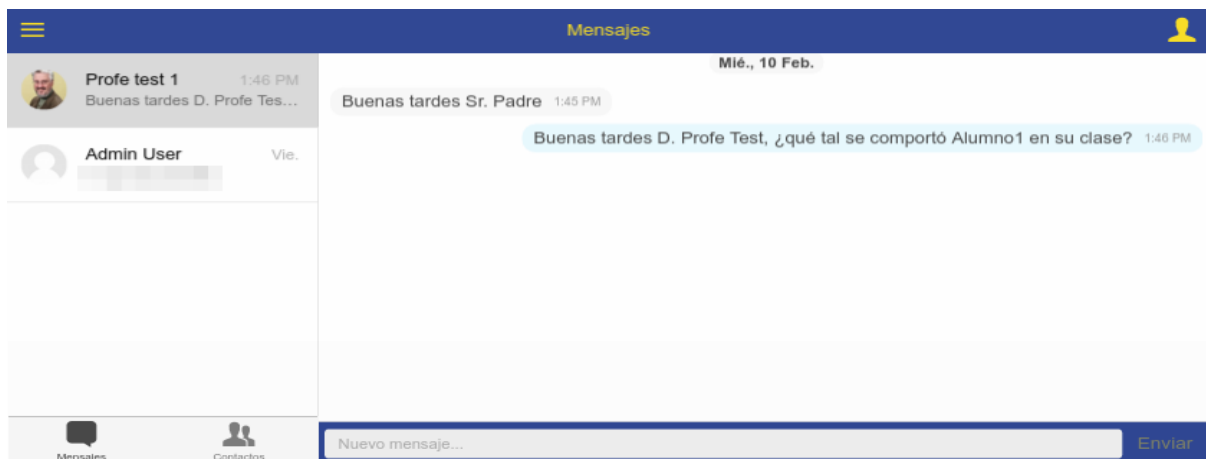 Mensajes
Profe test 1 1:46 PM
Buenas tardes D. Profe Tes...
Admin User Vie.
Mié., 10 Feb.
Buenas tardes Sr. Padre 1:45 PM
Buenas tardes D. Profe Test, ¿qué tal se comportó Alumno1 en su clase? 1:46 PM
Mensajes Contactos
Nuevo mensaje... Enviar